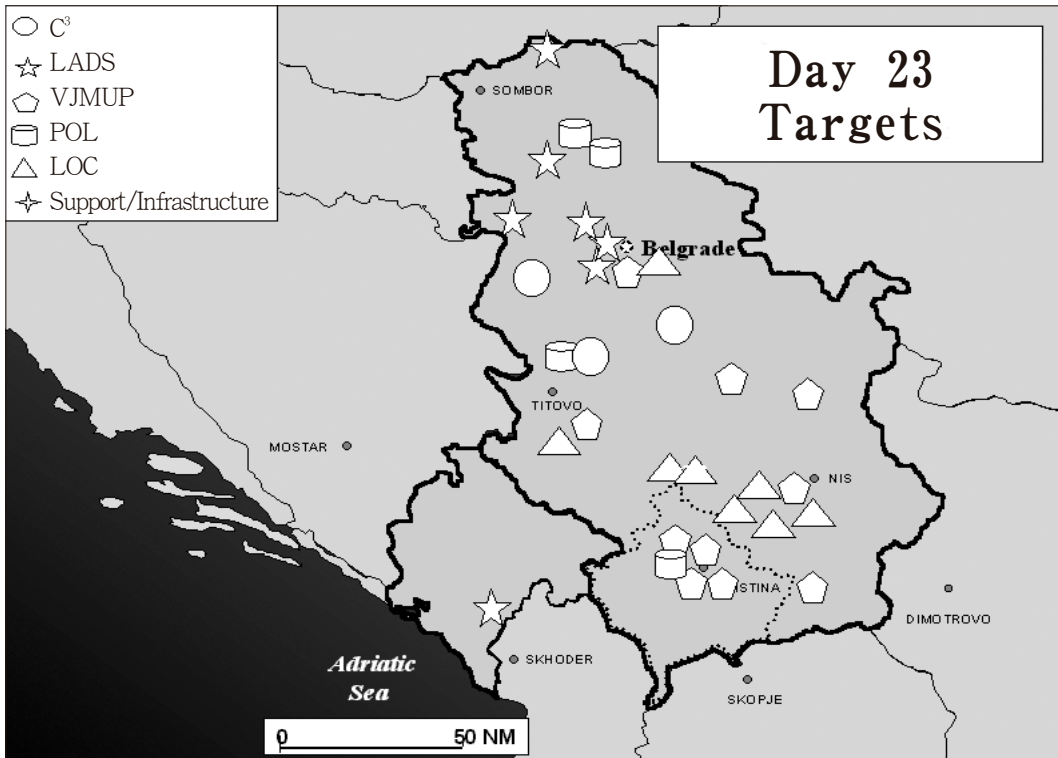 C³
LADS
VJMUP
POL
LOC
Support/Infrastructure
Day 23
Targets
SOMBOR
Belgrade
TITOVO
MOSTAR
NIS
ISTINA
DIMOTROVO
SKHODER
SKOPJE
Adriatic
Sea
0 50 NM